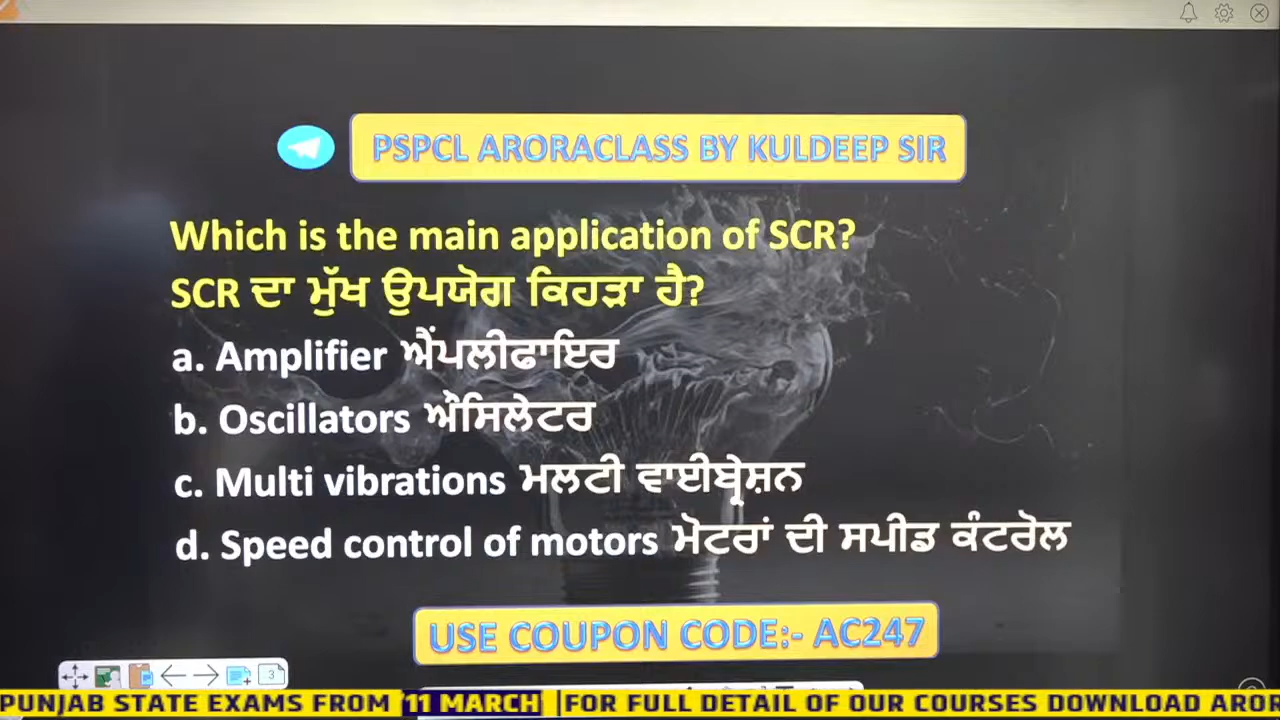 PSPCL ARORACLASS BY KULDEEP SIR
Which is the main application of SCR?
SCR ਦਾ ਮੁੱਖ ਉਪਯੋਗ ਕਿਹੜਾ ਹੈ?
a. Amplifier ਐਂਪਲੀਫਾਇਰ
b. Oscillators ਔਸਿਲੇਟਰ
c. Multi vibrations ਮਲਟੀ ਵਾਈਬ੍ਰੇਸ਼ਨ
d. Speed control of motors ਮੋਟਰਾਂ ਦੀ ਸਪੀਡ ਕੰਟਰੋਲ
USE COUPON CODE:- AC247
3
PUNJAB STATE EXAMS FROM 11 MARCH |FOR FULL DETAIL OF OUR COURSES DOWNLOAD